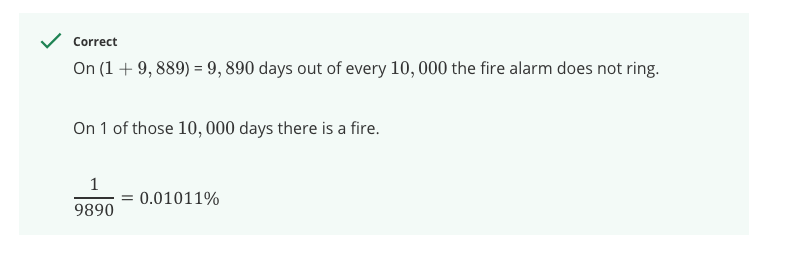 Correct
On (1 + 9, 889) = 9, 890 days out of every 10, 000 the fire alarm does not ring.
On 1 of those 10, 000 days there is a fire.
1
9890
= 0.01011%